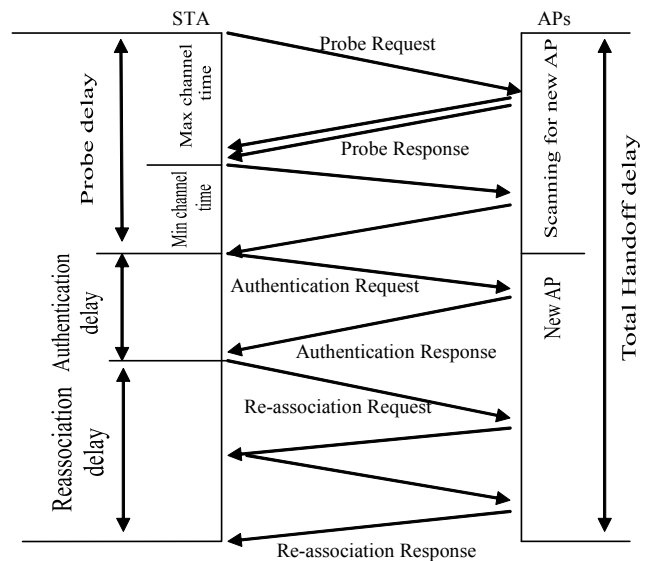 STA
APs
Probe Request
Max channel
time
Probe delay
Probe Response
Scanning for new AP
Min channel
time
Total Handoff delay
Authentication
delay
Authentication Request
New AP
Authentication Response
Reassociation
delay
Re-association Request
Re-association Response